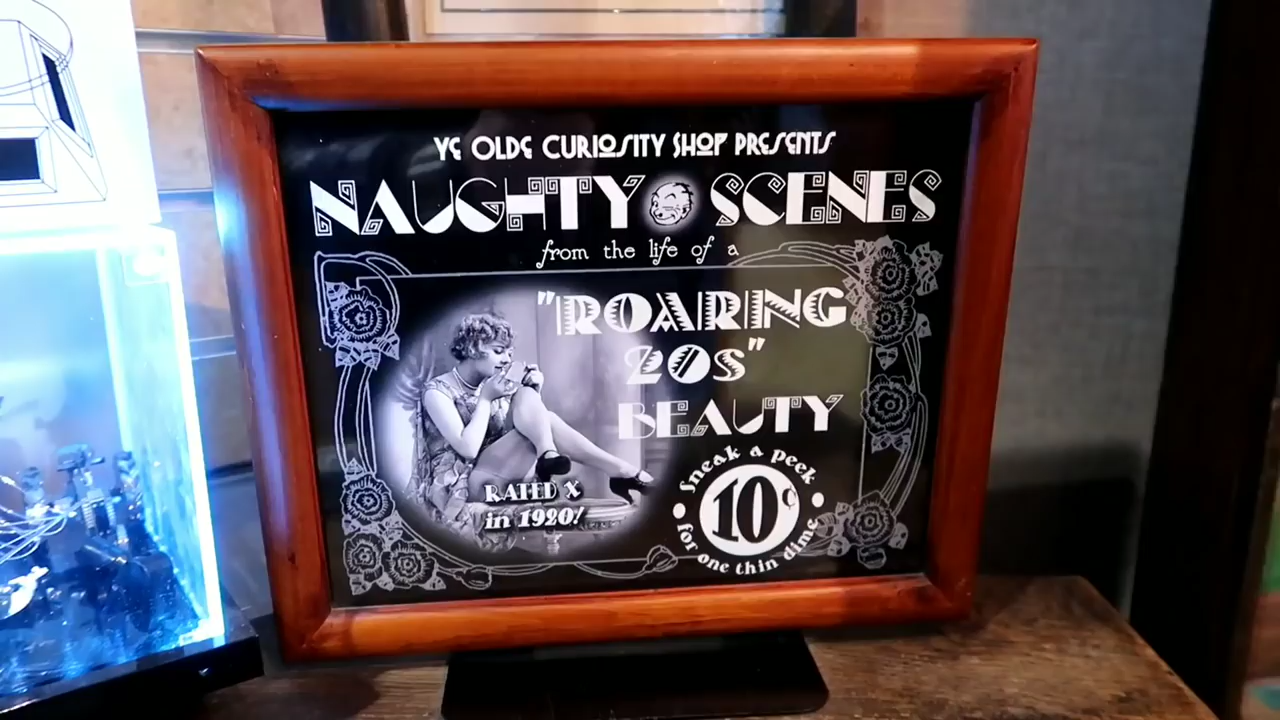 YE OLDE CURIOSITY SHOP PRESENTS
NAUGHTY SCENES
from the life of a
"ROARING
20S"
BEAUTY
RATED X
in 1920!
Sneak a peek
10¢
for one thin dime